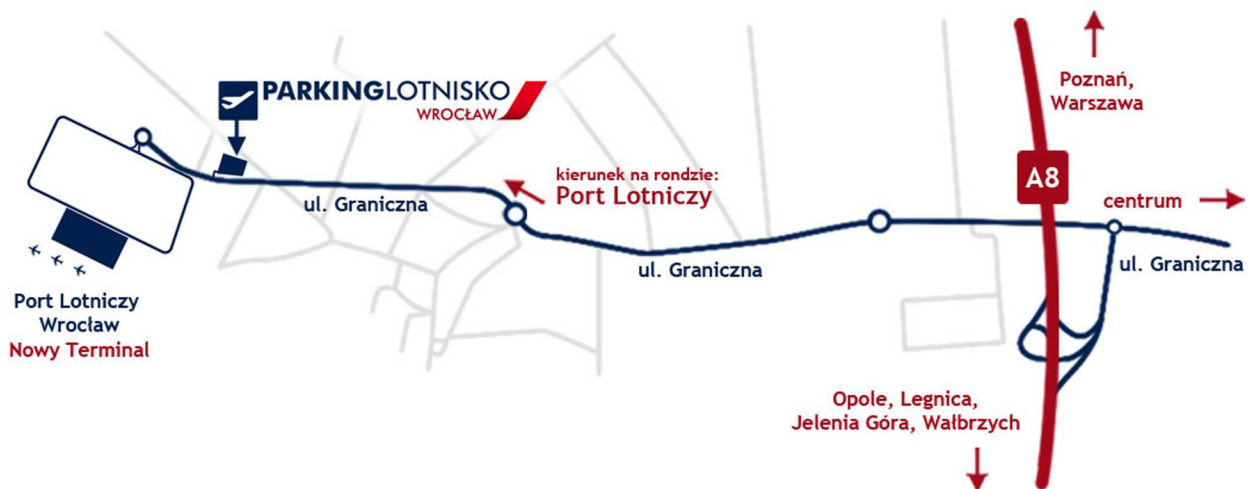 PARKINGLOTNISKO
WROCŁAW
Poznań,
Warszawa
A8
kierunek na rondzie:
Port Lotniczy
centrum
ul. Graniczna
ul. Graniczna
ul. Graniczna
Port Lotniczy
Wrocław
Nowy Terminal
Opole, Legnica,
Jelenia Góra, Wałbrzych